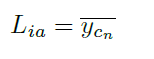 $L_{ia} = \overline{y_{c_n}}$